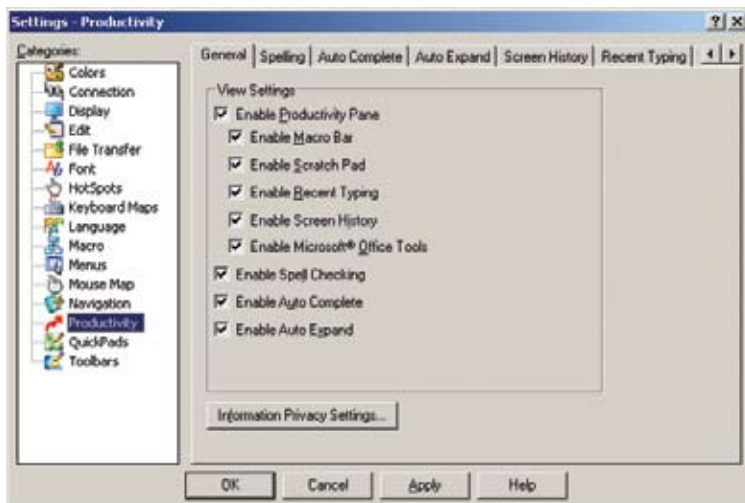 Settings - Productivity
Categories:
Colors
Connection
Display
Edit
File Transfer
Font
HotSpots
Keyboard Maps
Language
Macro
Menus
Mouse Map
Navigation
Productivity
QuickPads
Toolbars
General Spelling Auto Complete Auto Expand Screen History Recent Typing
View Settings
Enable Productivity Pane
Enable Macro Bar
Enable Scratch Pad
Enable Recent Typing
Enable Screen History
Enable Microsoft® Office Tools
Enable Spell Checking
Enable Auto Complete
Enable Auto Expand
Information Privacy Settings...
OK Cancel Apply Help